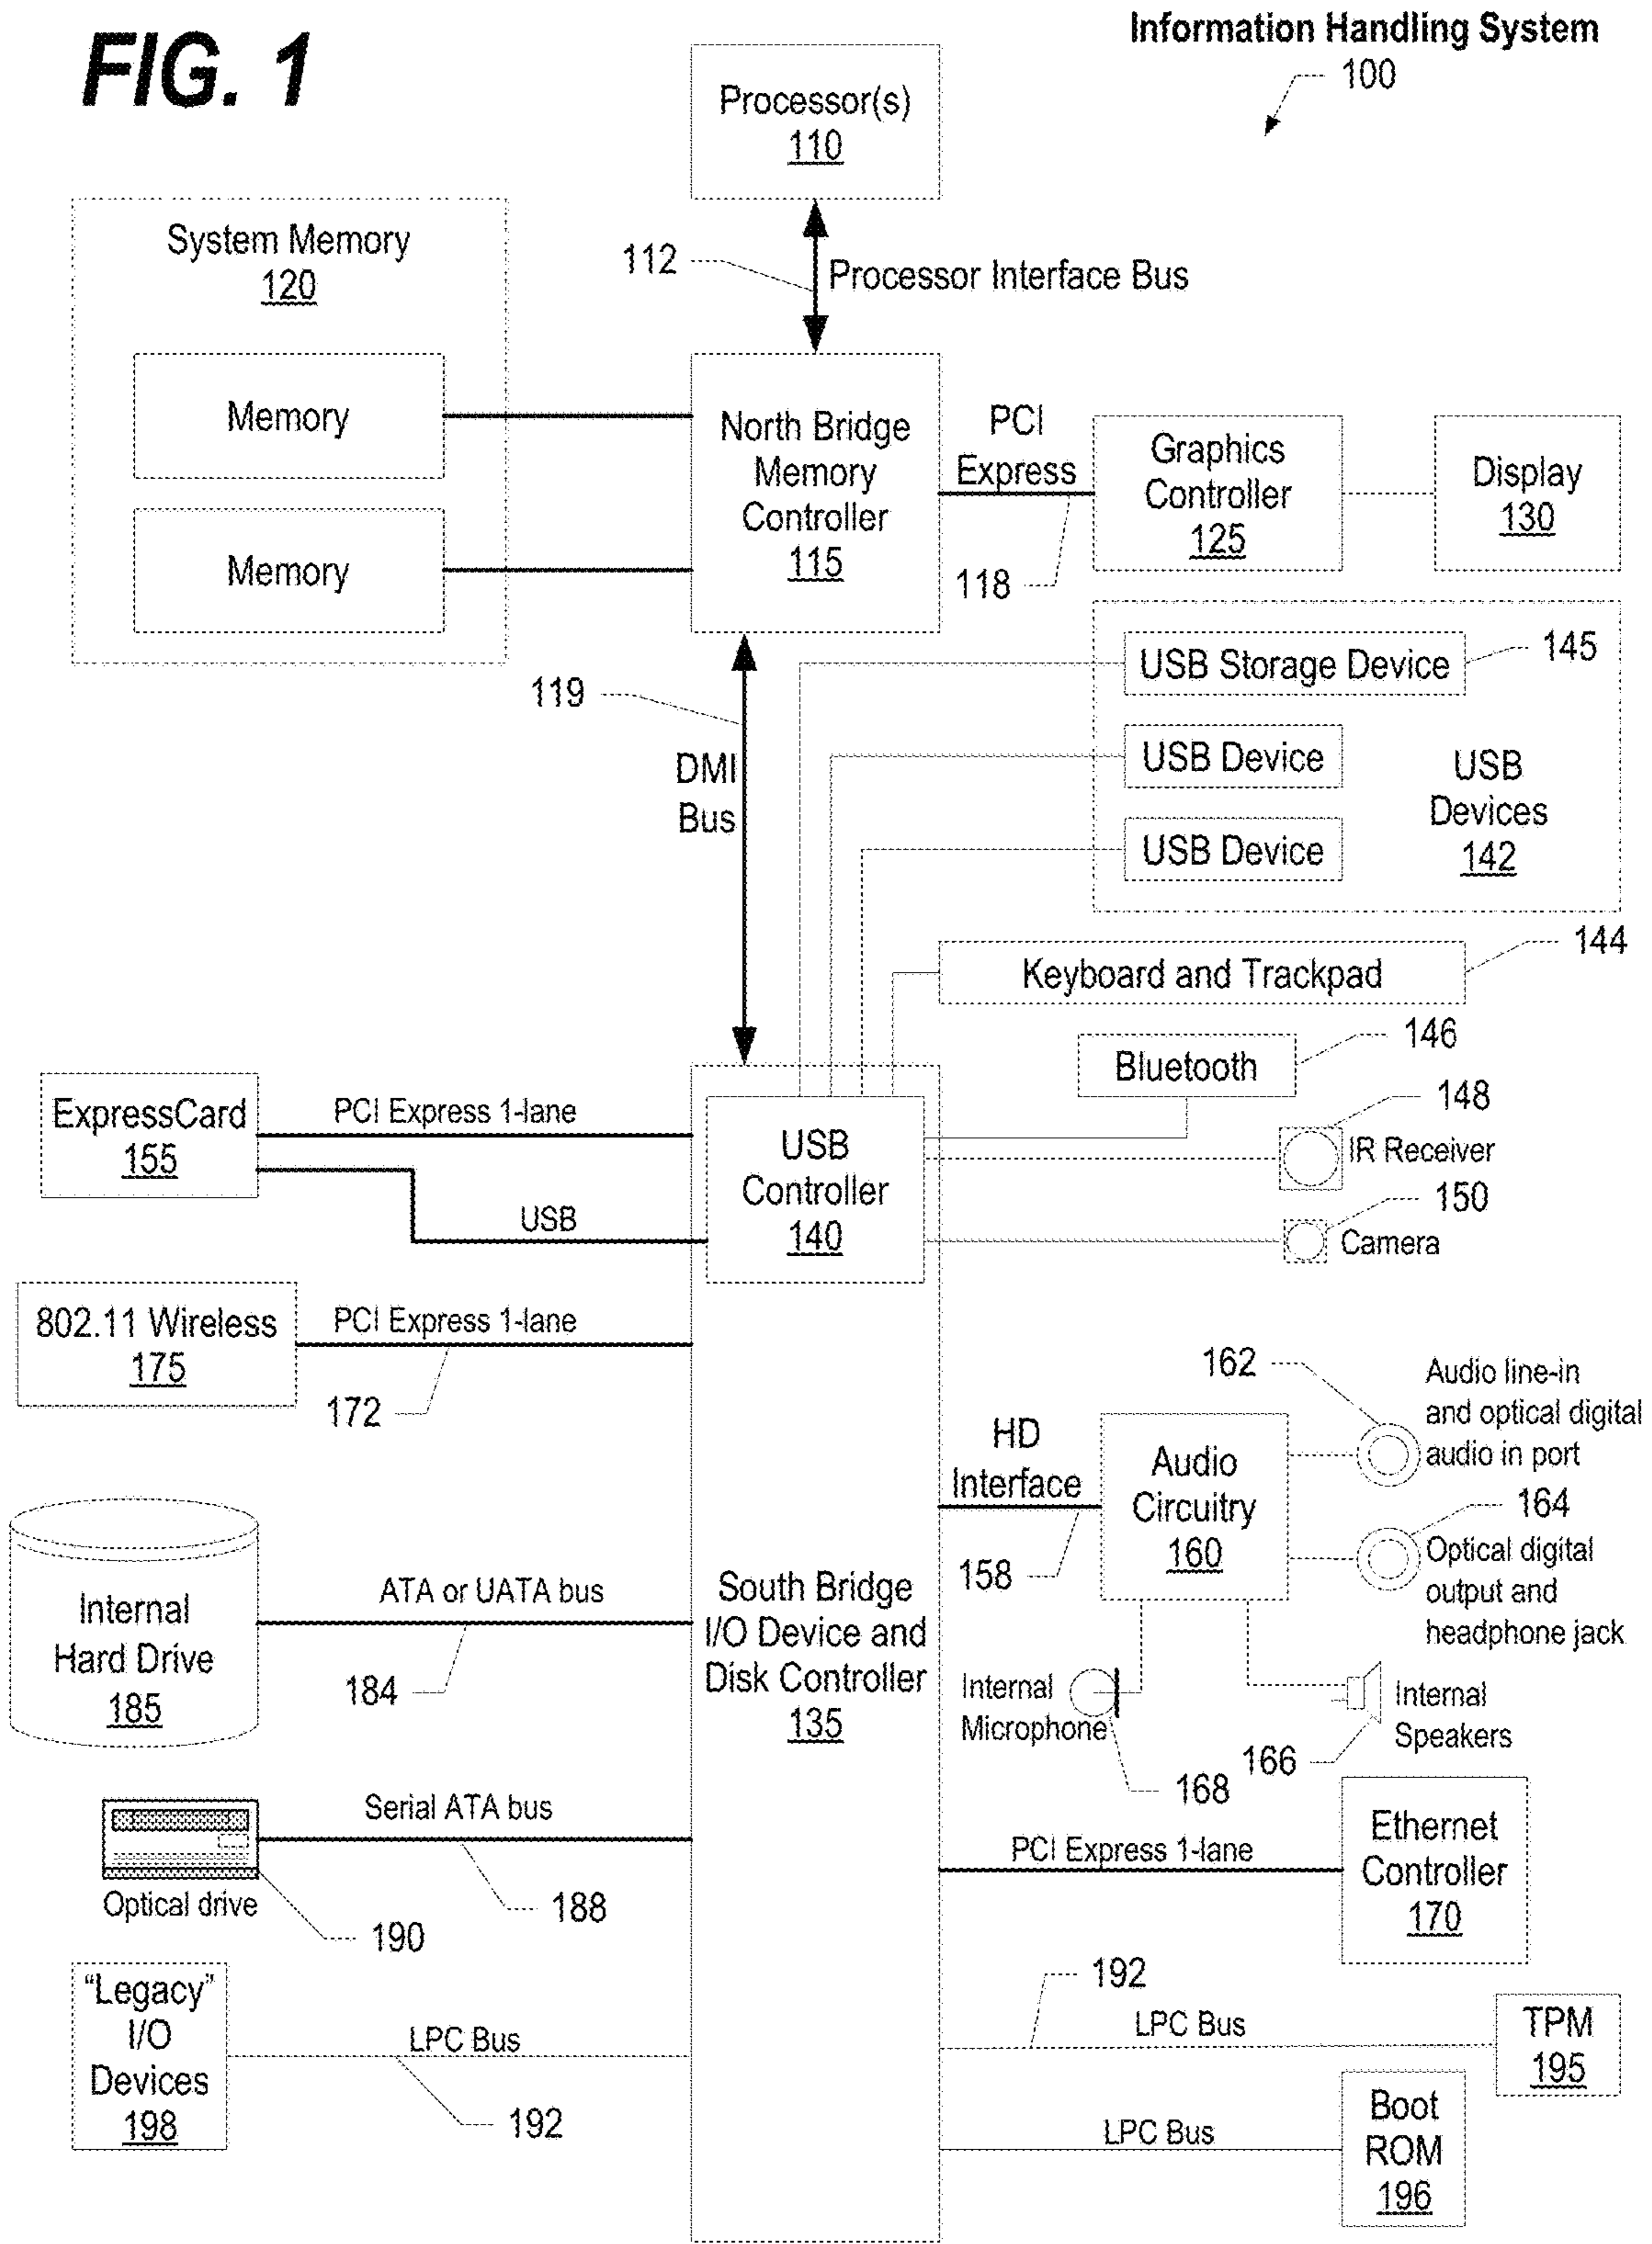 FIG. 1
Information Handling System
100
Processor(s)
110
System Memory
120
112
Processor Interface Bus
Memory
Memory
North Bridge
Memory
Controller
115
PCI
Express
118
Graphics
Controller
125
Display
130
119
DMI
Bus
USB Storage Device
145
USB Device
USB Device
USB
Devices
142
Keyboard and Trackpad
144
Bluetooth
146
148
IR Receiver
150
Camera
ExpressCard
155
PCI Express 1-lane
USB
USB
Controller
140
802.11 Wireless
175
PCI Express 1-lane
172
162
Audio line-in
and optical digital
audio in port
HD
Interface
158
Audio
Circuitry
160
164
Optical digital
output and
headphone jack
Internal
Hard Drive
185
ATA or UATA bus
184
South Bridge
I/O Device and
Disk Controller
135
Internal
Microphone
168
166
Internal
Speakers
Serial ATA bus
188
Optical drive
190
PCI Express 1-lane
Ethernet
Controller
170
"Legacy"
I/O
Devices
198
LPC Bus
192
192
LPC Bus
TPM
195
LPC Bus
Boot
ROM
196